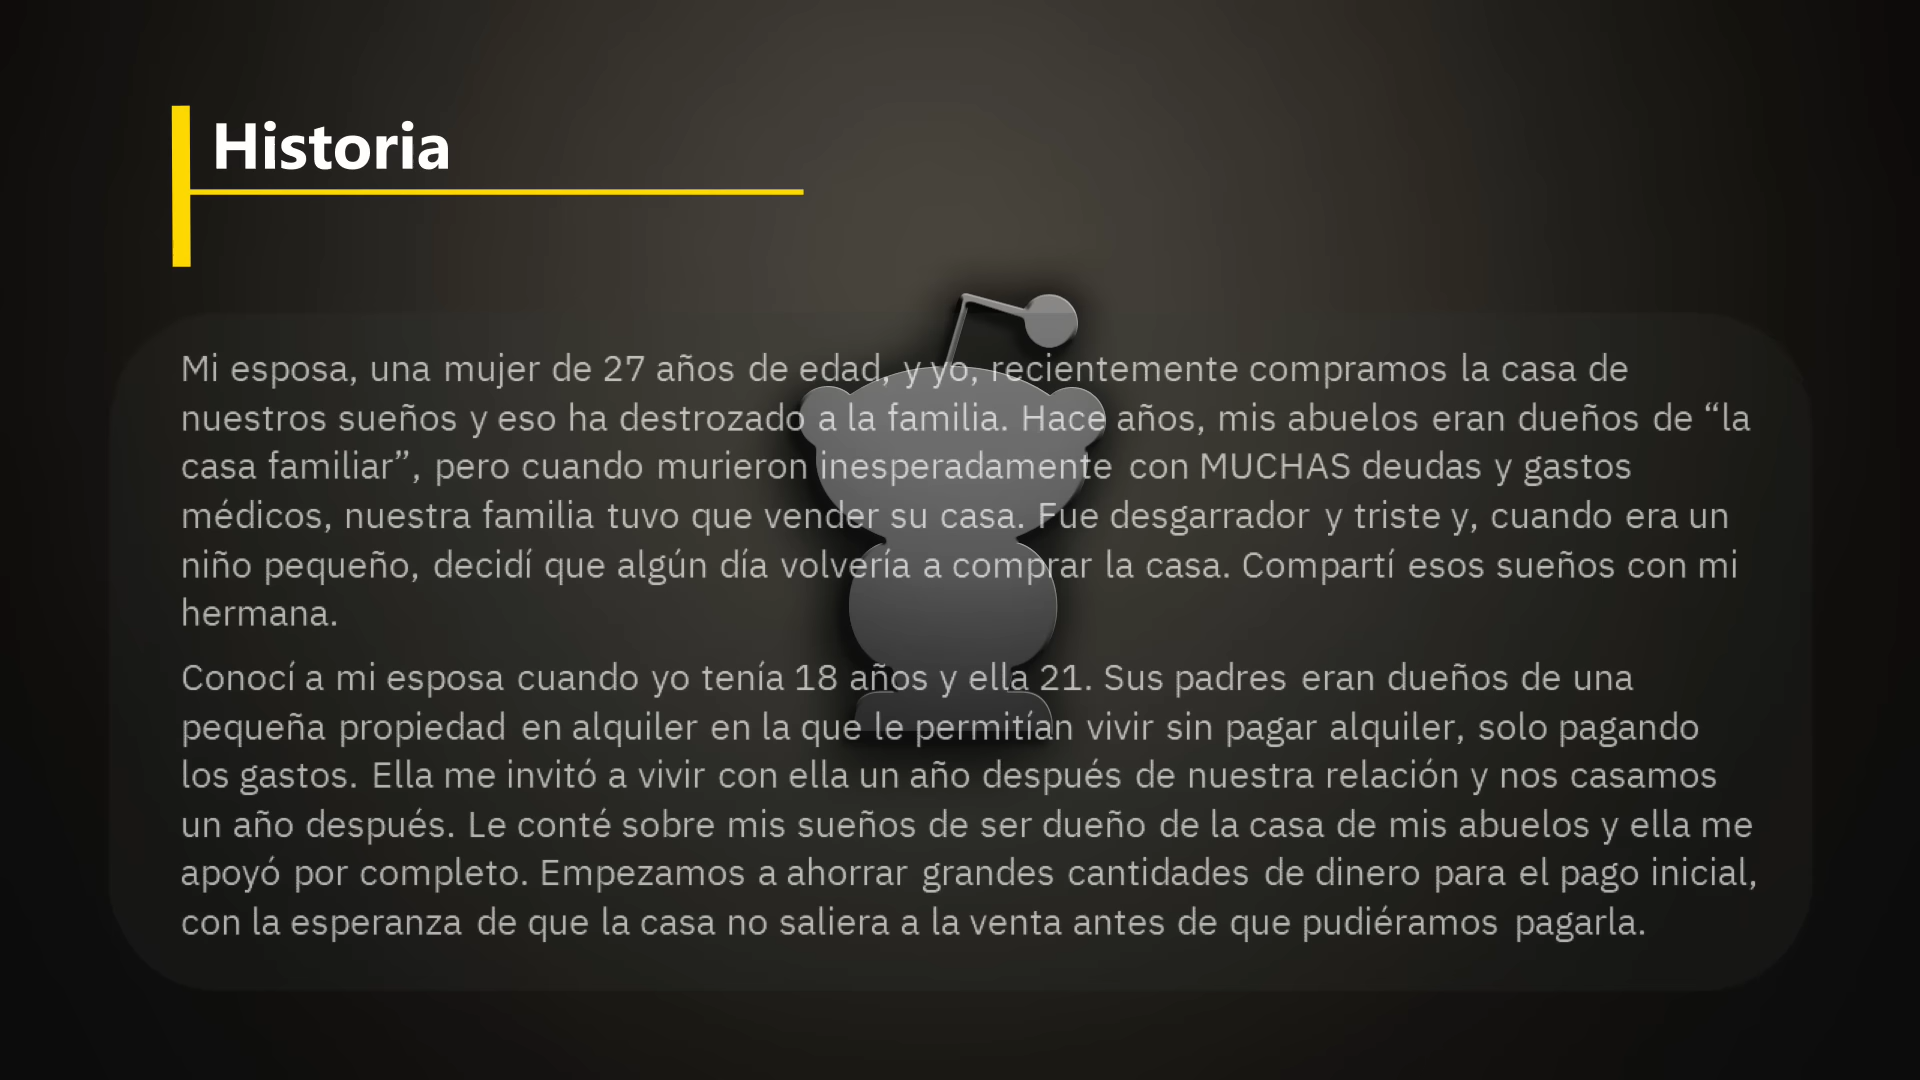 Historia
Mi esposa, una mujer de 27 años de edad, y yo, recientemente compramos la casa de
nuestros sueños y eso ha destrozado a la familia. Hace años, mis abuelos eran dueños de “la
casa familiar”, pero cuando murieron inesperadamente con MUCHAS deudas y gastos
médicos, nuestra familia tuvo que vender su casa. Fue desgarrador y triste y, cuando era un
niño pequeño, decidí que algún día volvería a comprar la casa. Compartí esos sueños con mi
hermana.
Conocí a mi esposa cuando yo tenía 18 años y ella 21. Sus padres eran dueños de una
pequeña propiedad en alquiler en la que le permitían vivir sin pagar alquiler, solo pagando
los gastos. Ella me invitó a vivir con ella un año después de nuestra relación y nos casamos
un año después. Le conté sobre mis sueños de ser dueño de la casa de mis abuelos y ella me
apoyó por completo. Empezamos a ahorrar grandes cantidades de dinero para el pago inicial,
con la esperanza de que la casa no saliera a la venta antes de que pudiéramos pagarla.